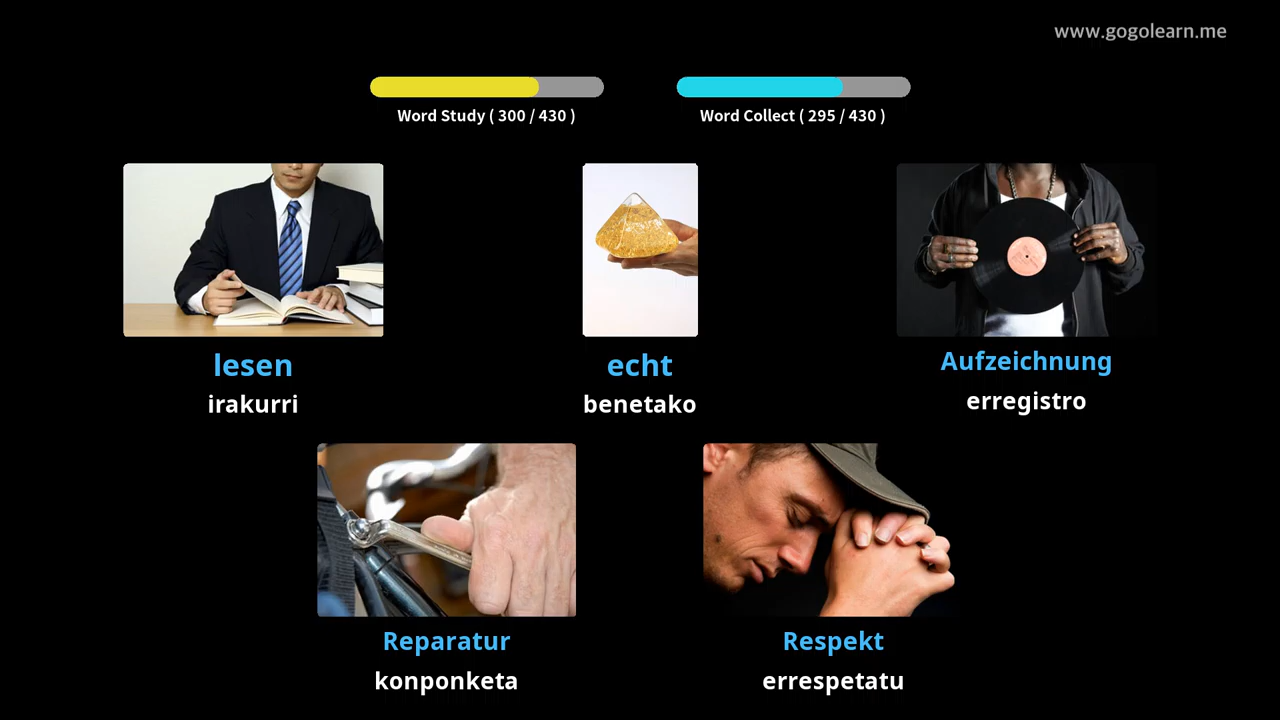 www.gogolearn.me
Word Study ( 300 / 430 )
Word Collect ( 295 / 430 )
lesen
irakurri
echt
benetako
Aufzeichnung
erregistro
Reparatur
konponketa
Respekt
errespetatu